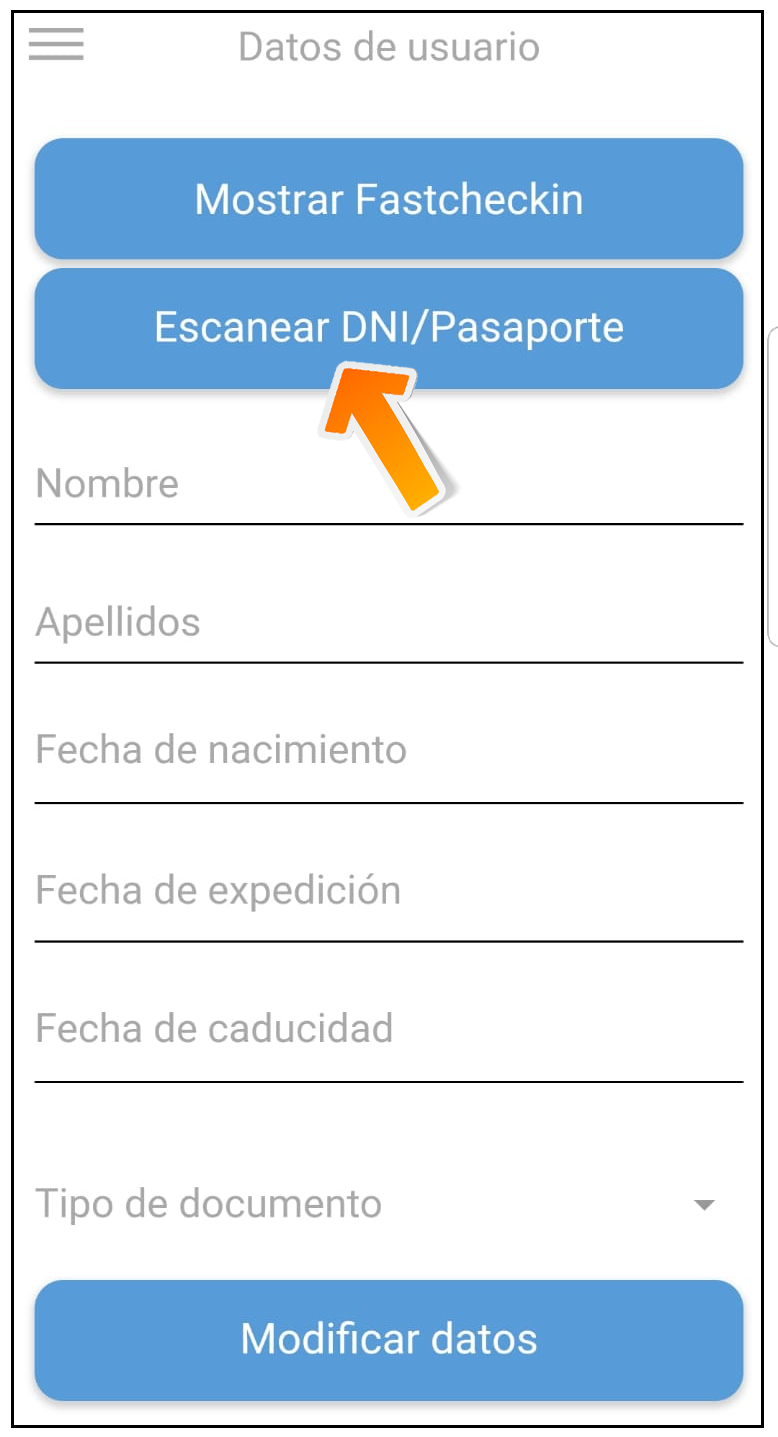 Datos de usuario
Mostrar Fastcheckin
Escanear DNI/Pasaporte
Nombre
Apellidos
Fecha de nacimiento
Fecha de expedición
Fecha de caducidad
Tipo de documento
Modificar datos